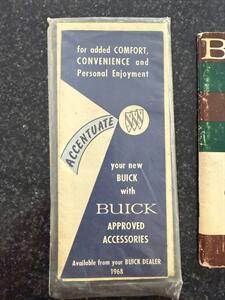 for added COMFORT,
CONVENIENCE and
Personal Enjoyment
ACCENTUATE
your new
BUICK
with
BUICK
APPROVED
ACCESSORIES
Available from your BUICK DEALER
1968
B